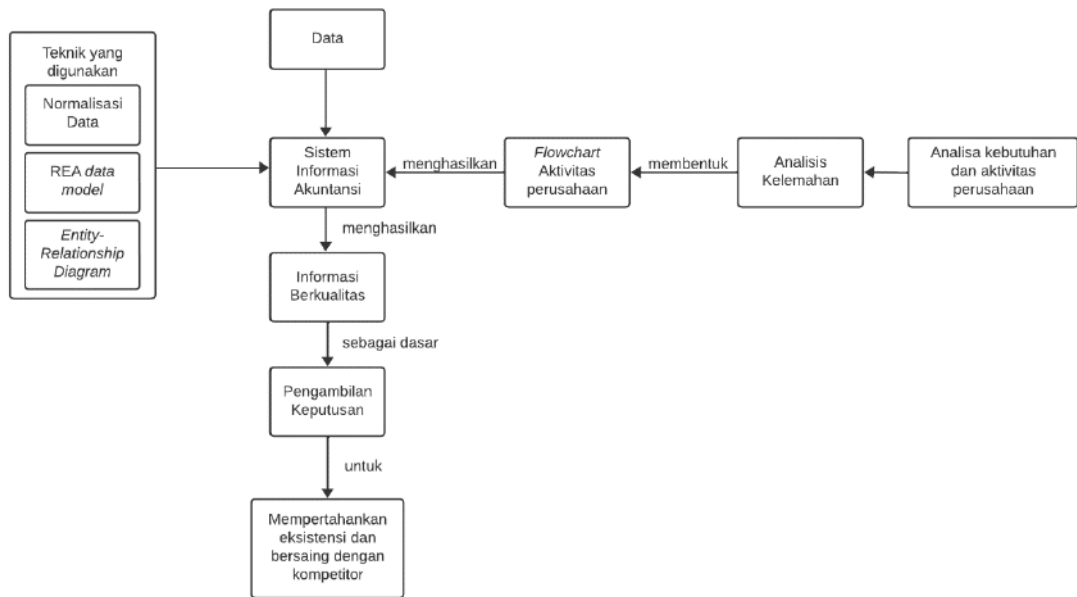 Data
Teknik yang
digunakan
Normalisasi
Data
REA data
model
Entity-
Relationship
Diagram
Sistem
Informasi
Akuntansi
menghasilkan
Flowchart
Aktivitas
perusahaan
membentuk
Analisis
Kelemahan
Analisa kebutuhan
dan aktivitas
perusahaan
menghasilkan
Informasi
Berkualitas
sebagai dasar
Pengambilan
Keputusan
untuk
Mempertahankan
eksistensi dan
bersaing dengan
kompetitor